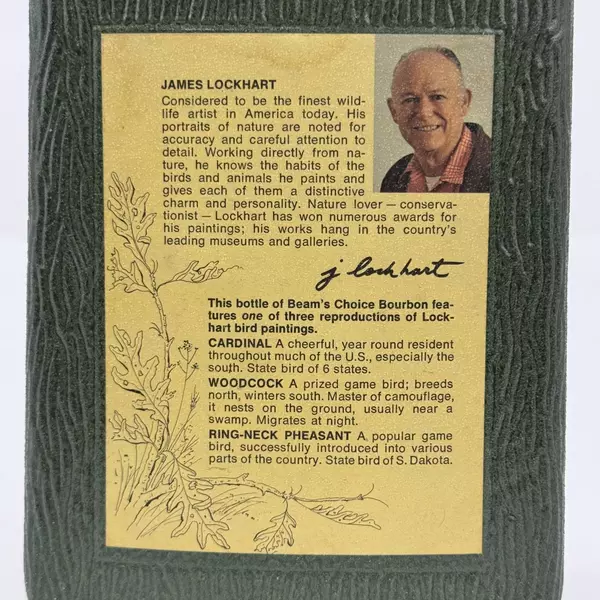 JAMES LOCKHART
Considered to be the finest wild-
life artist in America today. His
portraits of nature are noted for
accuracy and careful attention to
detail. Working directly from na-
ture, he knows the habits of the
birds and animals he paints and
gives each of them a distinctive
charm and personality. Nature lover — conserva-
tionist — Lockhart has won numerous awards for
his paintings; his works hang in the country's
leading museums and galleries.
j lockhart
This bottle of Beam's Choice Bourbon fea-
tures one of three reproductions of Lock-
hart bird paintings.
CARDINAL A cheerful, year round resident
throughout much of the U.S., especially the
south. State bird of 6 states.
WOODCOCK A prized game bird; breeds
north, winters south. Master of camouflage,
it nests on the ground, usually near a
swamp. Migrates at night.
RING-NECK PHEASANT A popular game
bird, successfully introduced into various
parts of the country. State bird of S. Dakota.